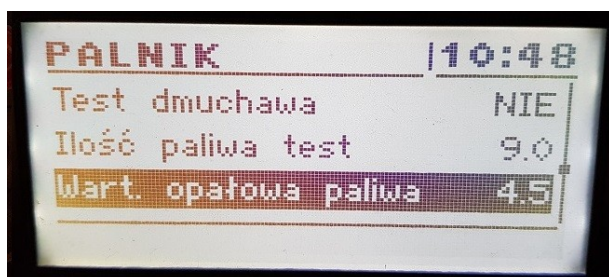 PALNIK 10:48
Test dmuchawa NIE
Ilość paliwa test 9.0
Wart. opałowa paliwa 4.5